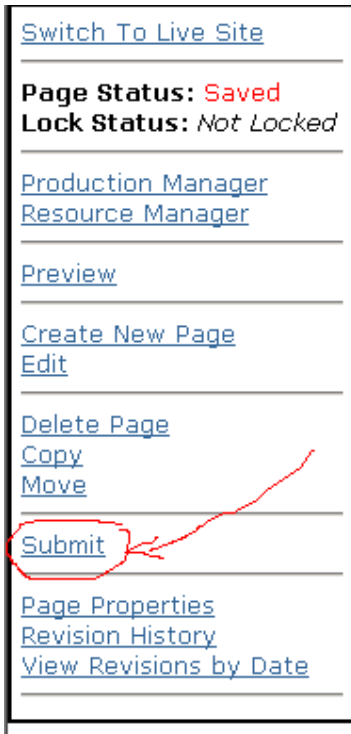 Switch To Live Site
Page Status: Saved
Lock Status: Not Locked
Production Manager
Resource Manager
Preview
Create New Page
Edit
Delete Page
Copy
Move
Submit
Page Properties
Revision History
View Revisions by Date